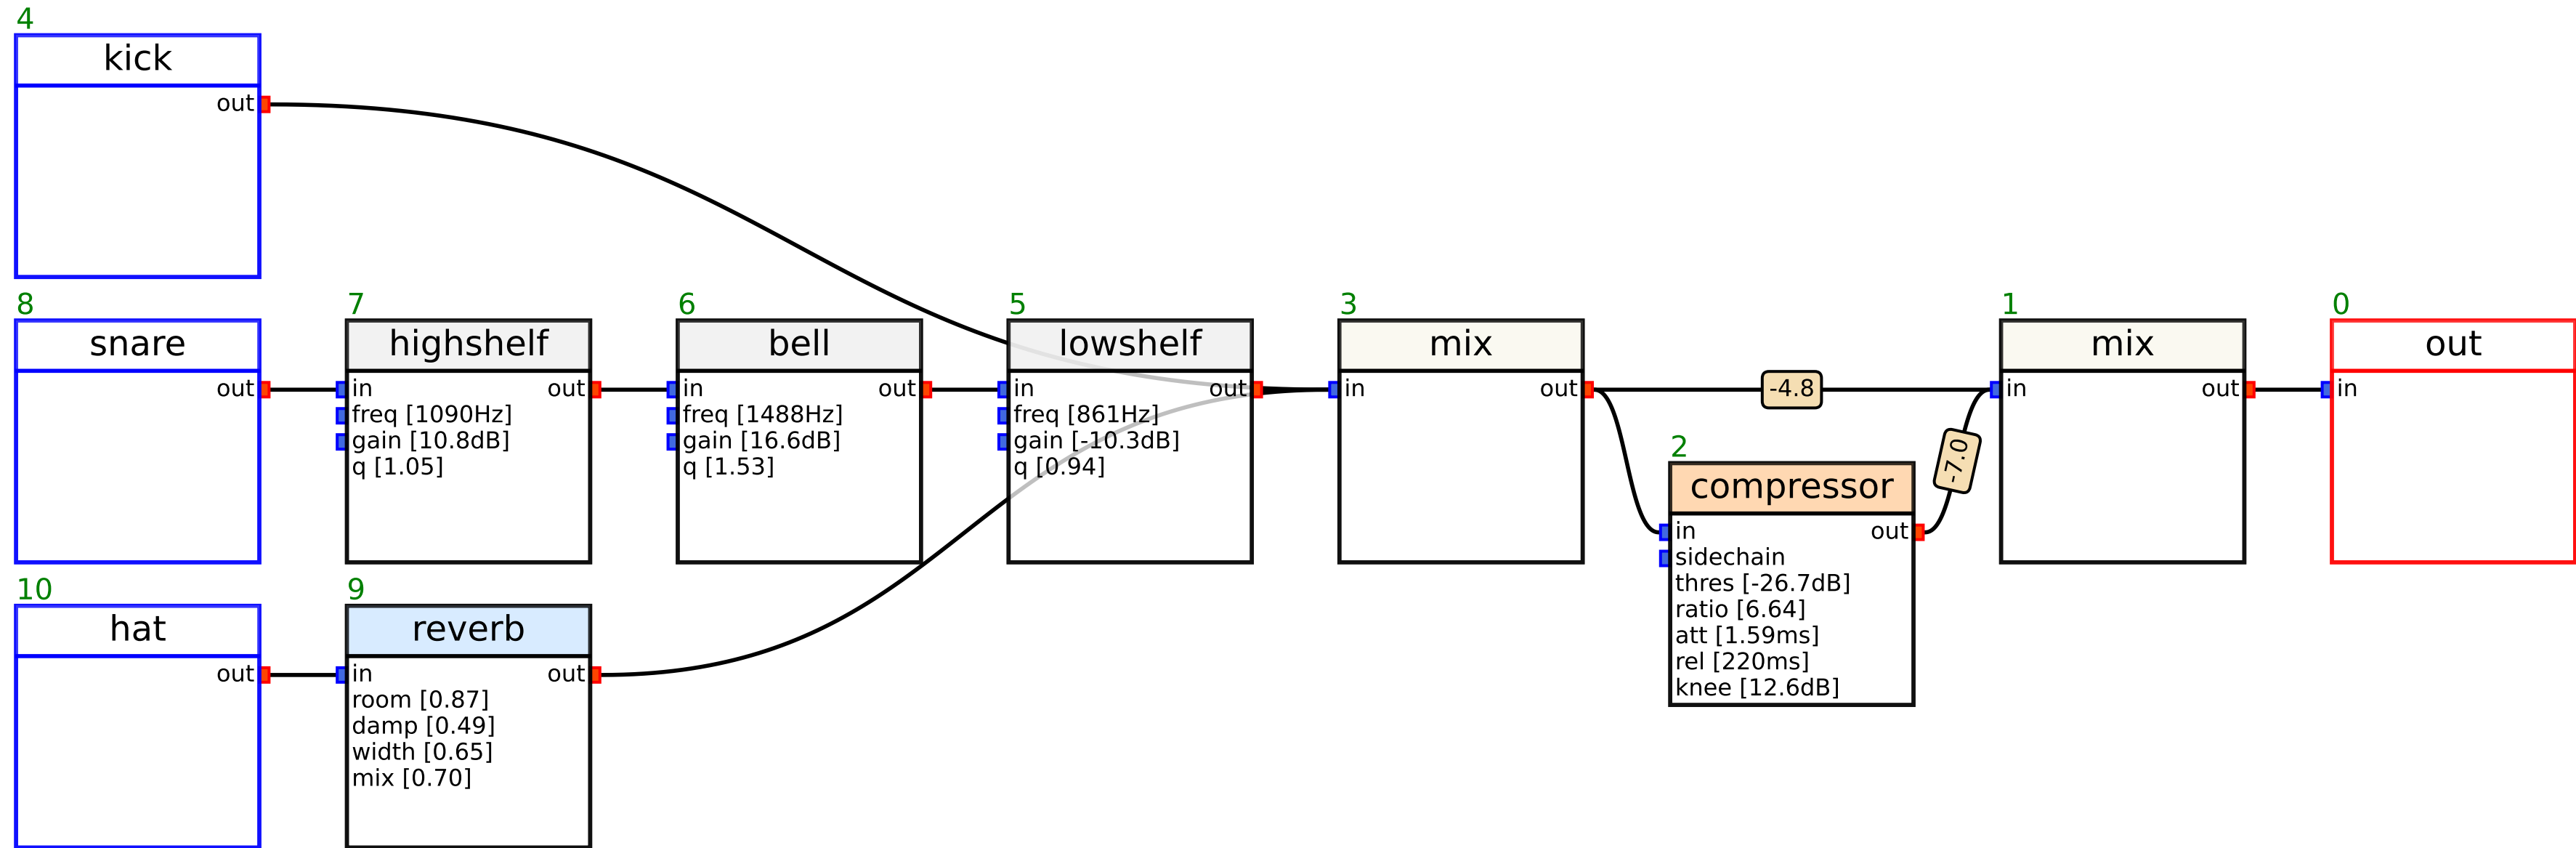 4
kick
out
8
snare
out
7
highshelf
in out
freq [1090Hz]
gain [10.8dB]
q [1.05]
6
bell
in out
freq [1488Hz]
gain [16.6dB]
q [1.53]
5
lowshelf
in out
freq [861Hz]
gain [-10.3dB]
q [0.94]
3
mix
in out
-4.8
2
compressor
in out
sidechain
thres [-26.7dB]
ratio [6.64]
att [1.59ms]
rel [220ms]
knee [12.6dB]
-7.0
1
mix
in out
0
out
in
10
hat
out
9
reverb
in out
room [0.87]
damp [0.49]
width [0.65]
mix [0.70]